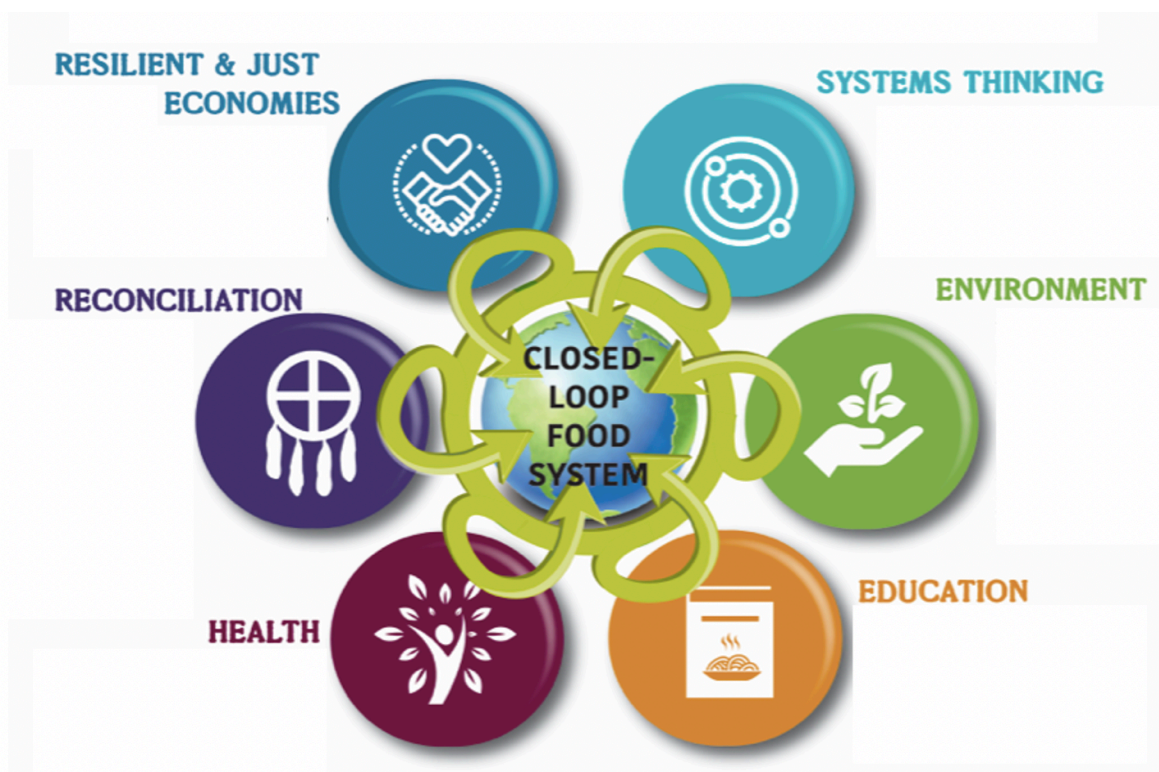 RESILIENT & JUST
ECONOMIES
SYSTEMS THINKING
RECONCILIATION
ENVIRONMENT
CLOSED-
LOOP
FOOD
SYSTEM
HEALTH
EDUCATION